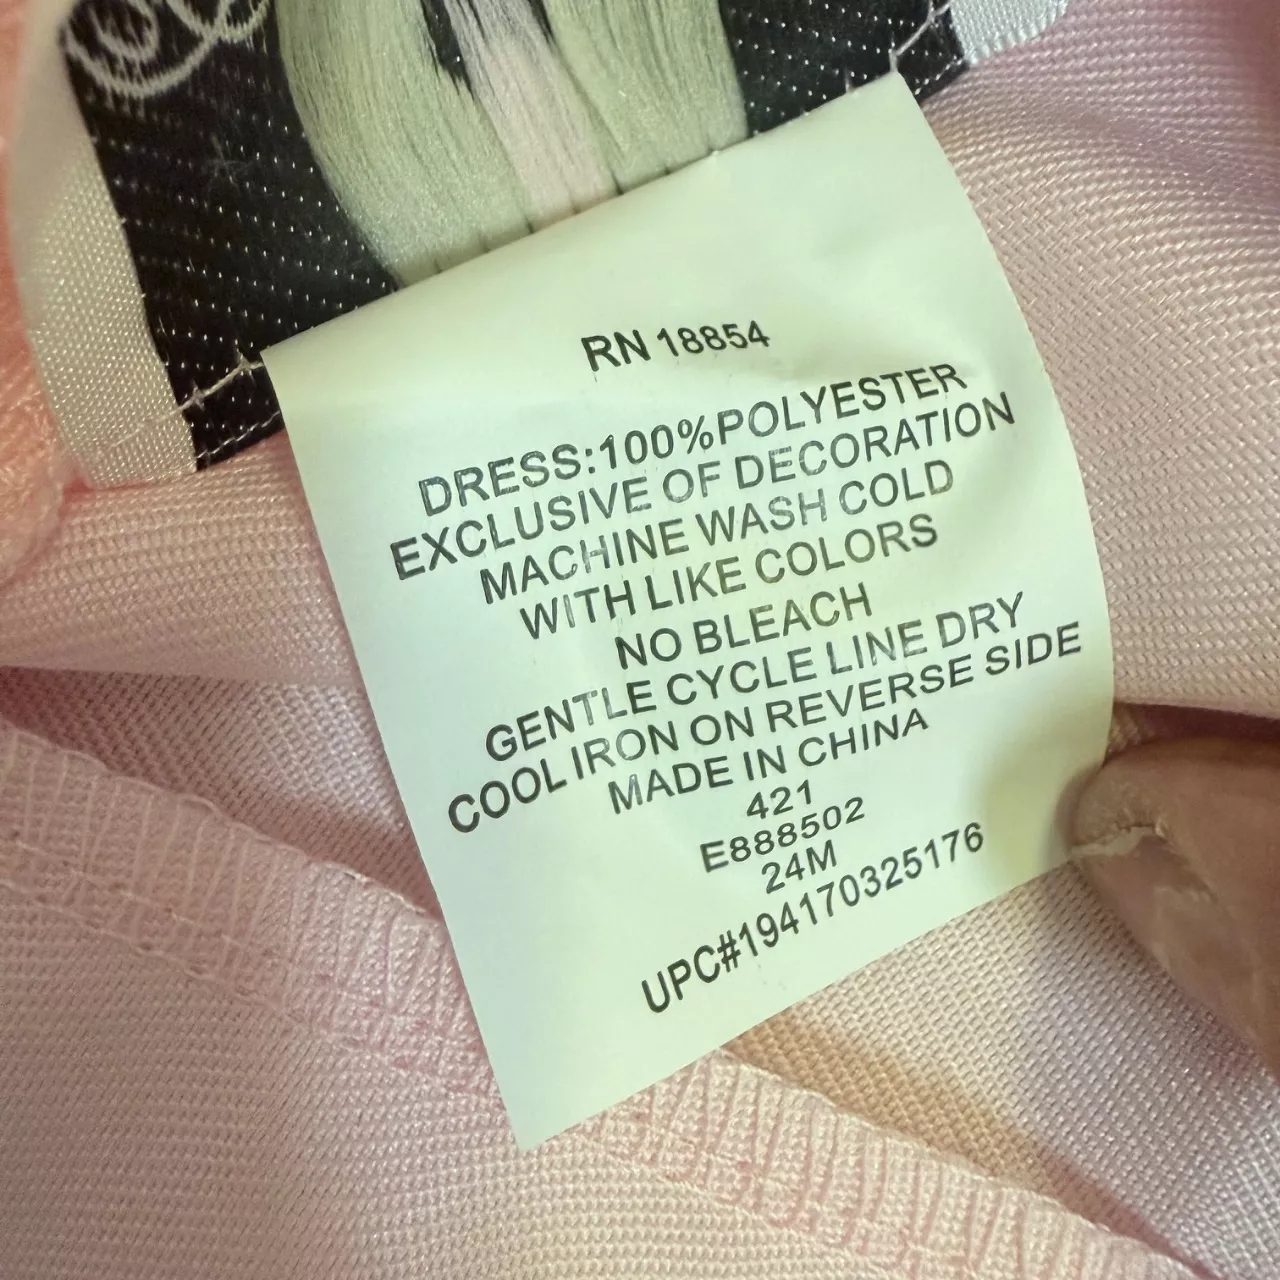 RN 18854
DRESS:100%POLYESTER
EXCLUSIVE OF DECORATION
MACHINE WASH COLD
WITH LIKE COLORS
NO BLEACH
GENTLE CYCLE LINE DRY
COOL IRON ON REVERSE SIDE
MADE IN CHINA
421
E888502
24M
UPC#194170325176